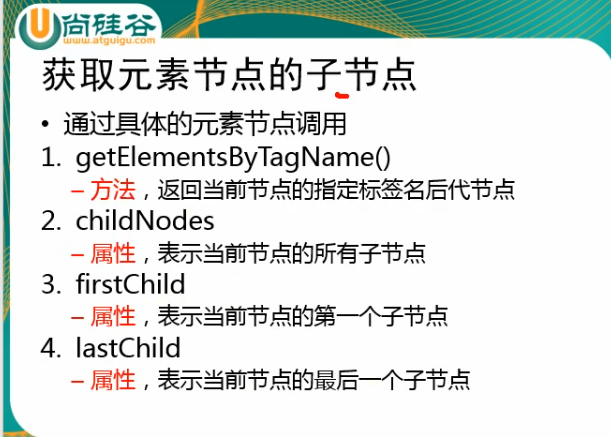 尚硅谷
www.atguigu.com
获取元素节点的子节点
• 通过具体的元素节点调用
1. getElementsByTagName()
– 方法，返回当前节点的指定标签名后代节点
2. childNodes
– 属性，表示当前节点的所有子节点
3. firstChild
– 属性，表示当前节点的第一个子节点
4. lastChild
– 属性，表示当前节点的最后一个子节点